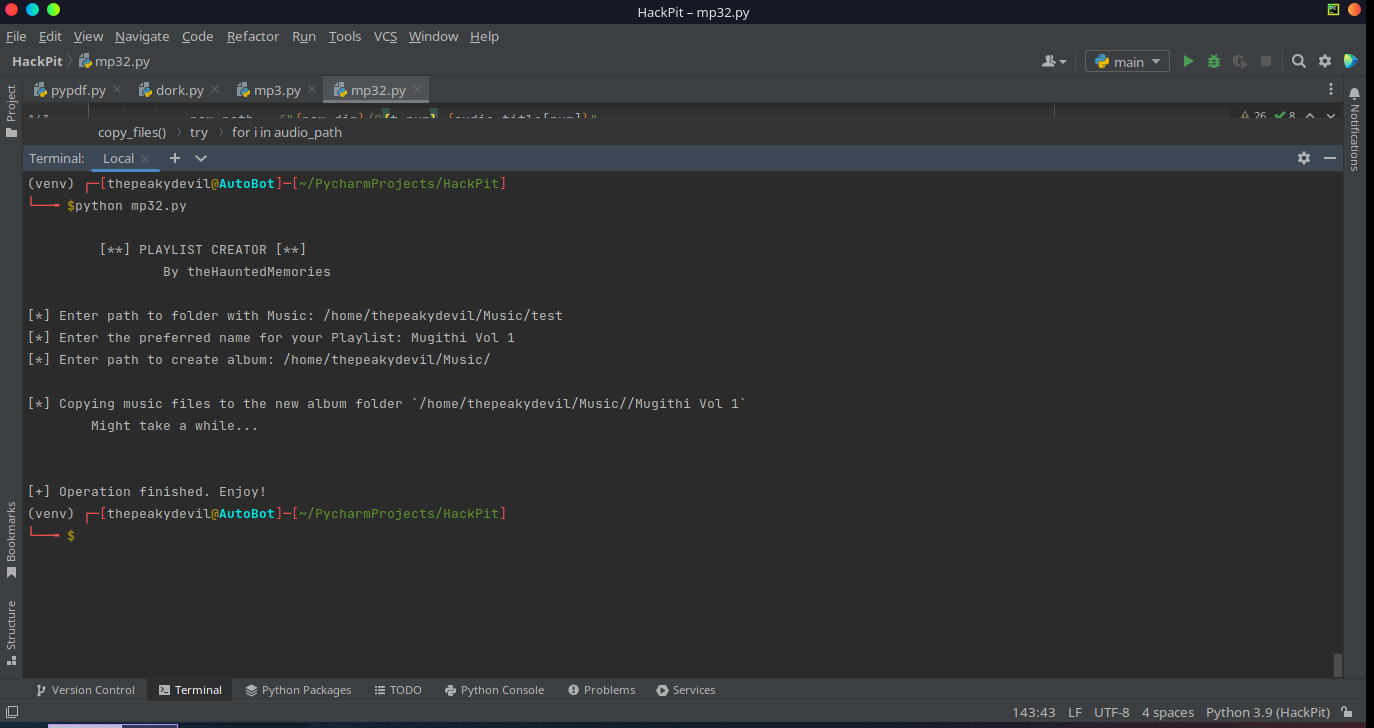 HackPit – mp32.py
File Edit View Navigate Code Refactor Run Tools VCS Window Help
HackPit mp32.py main
pypdf.py dork.py mp3.py mp32.py
26 8
copy_files() try for i in audio_path
Terminal: Local
(venv) ┌─[thepeakydevil@AutoBot]─[~/PycharmProjects/HackPit]
└──╼ $python mp32.py
[**] PLAYLIST CREATOR [**]
By theHauntedMemories
[*] Enter path to folder with Music: /home/thepeakydevil/Music/test
[*] Enter the preferred name for your Playlist: Mugithi Vol 1
[*] Enter path to create album: /home/thepeakydevil/Music/
[*] Copying music files to the new album folder `/home/thepeakydevil/Music//Mugithi Vol 1`
Might take a while...
[+] Operation finished. Enjoy!
(venv) ┌─[thepeakydevil@AutoBot]─[~/PycharmProjects/HackPit]
└──╼ $
Project
Bookmarks
Structure
Notifications
Version Control Terminal Python Packages TODO Python Console Problems Services
143:43 LF UTF-8 4 spaces Python 3.9 (HackPit)